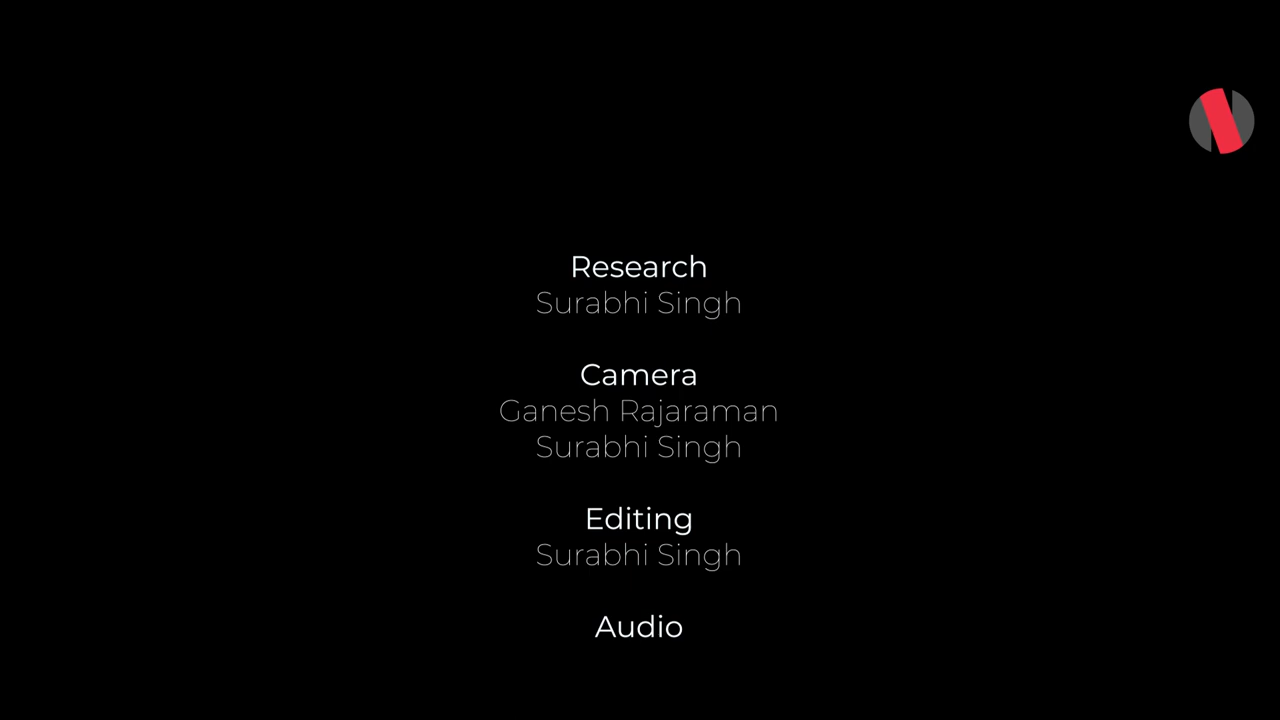 Research
Surabhi Singh
Camera
Ganesh Rajaraman
Surabhi Singh
Editing
Surabhi Singh
Audio